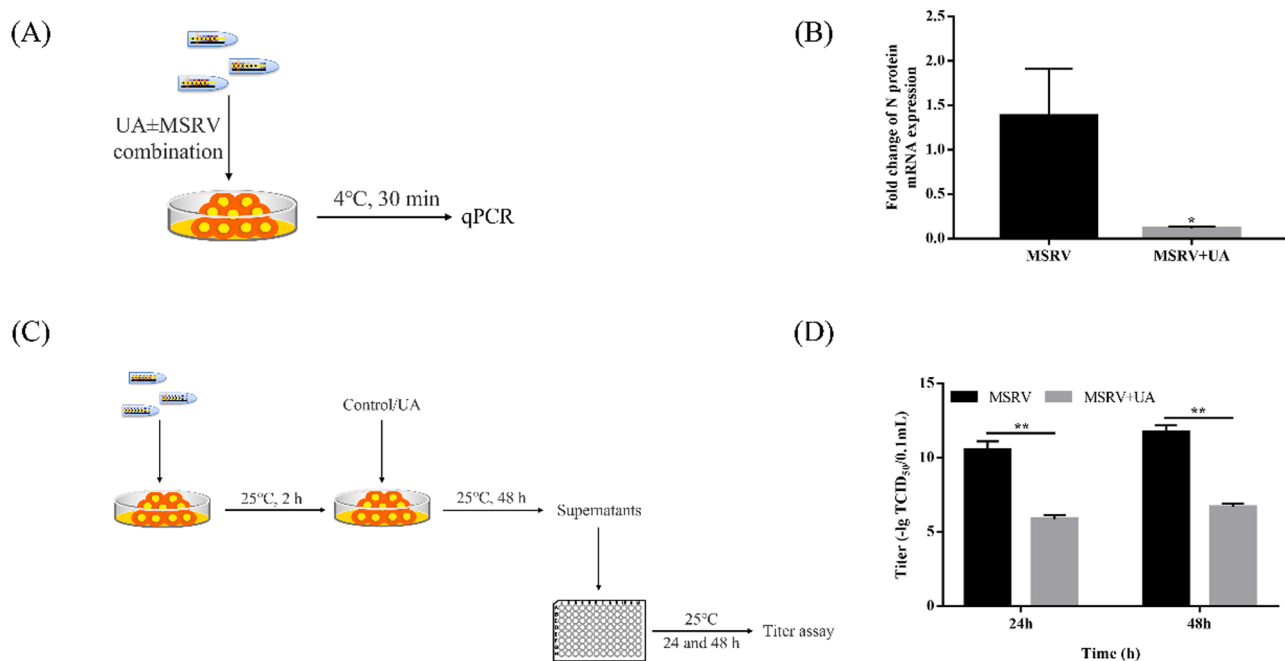 (A)
UA±MSRV
combination
4°C, 30 min
qPCR
(B)
Fold change of N protein
mRNA expression
2.5
2.0
1.5
1.0
0.5
0.0
*
MSRV
MSRV+UA
(C)
Control/UA
25°C, 2 h
25°C, 48 h
Supernatants
25°C
24 and 48 h
Titer assay
(D)
Titer (-lg TCID₅₀/0.1mL)
15
10
5
0
MSRV
MSRV+UA
**
**
24h
48h
Time (h)